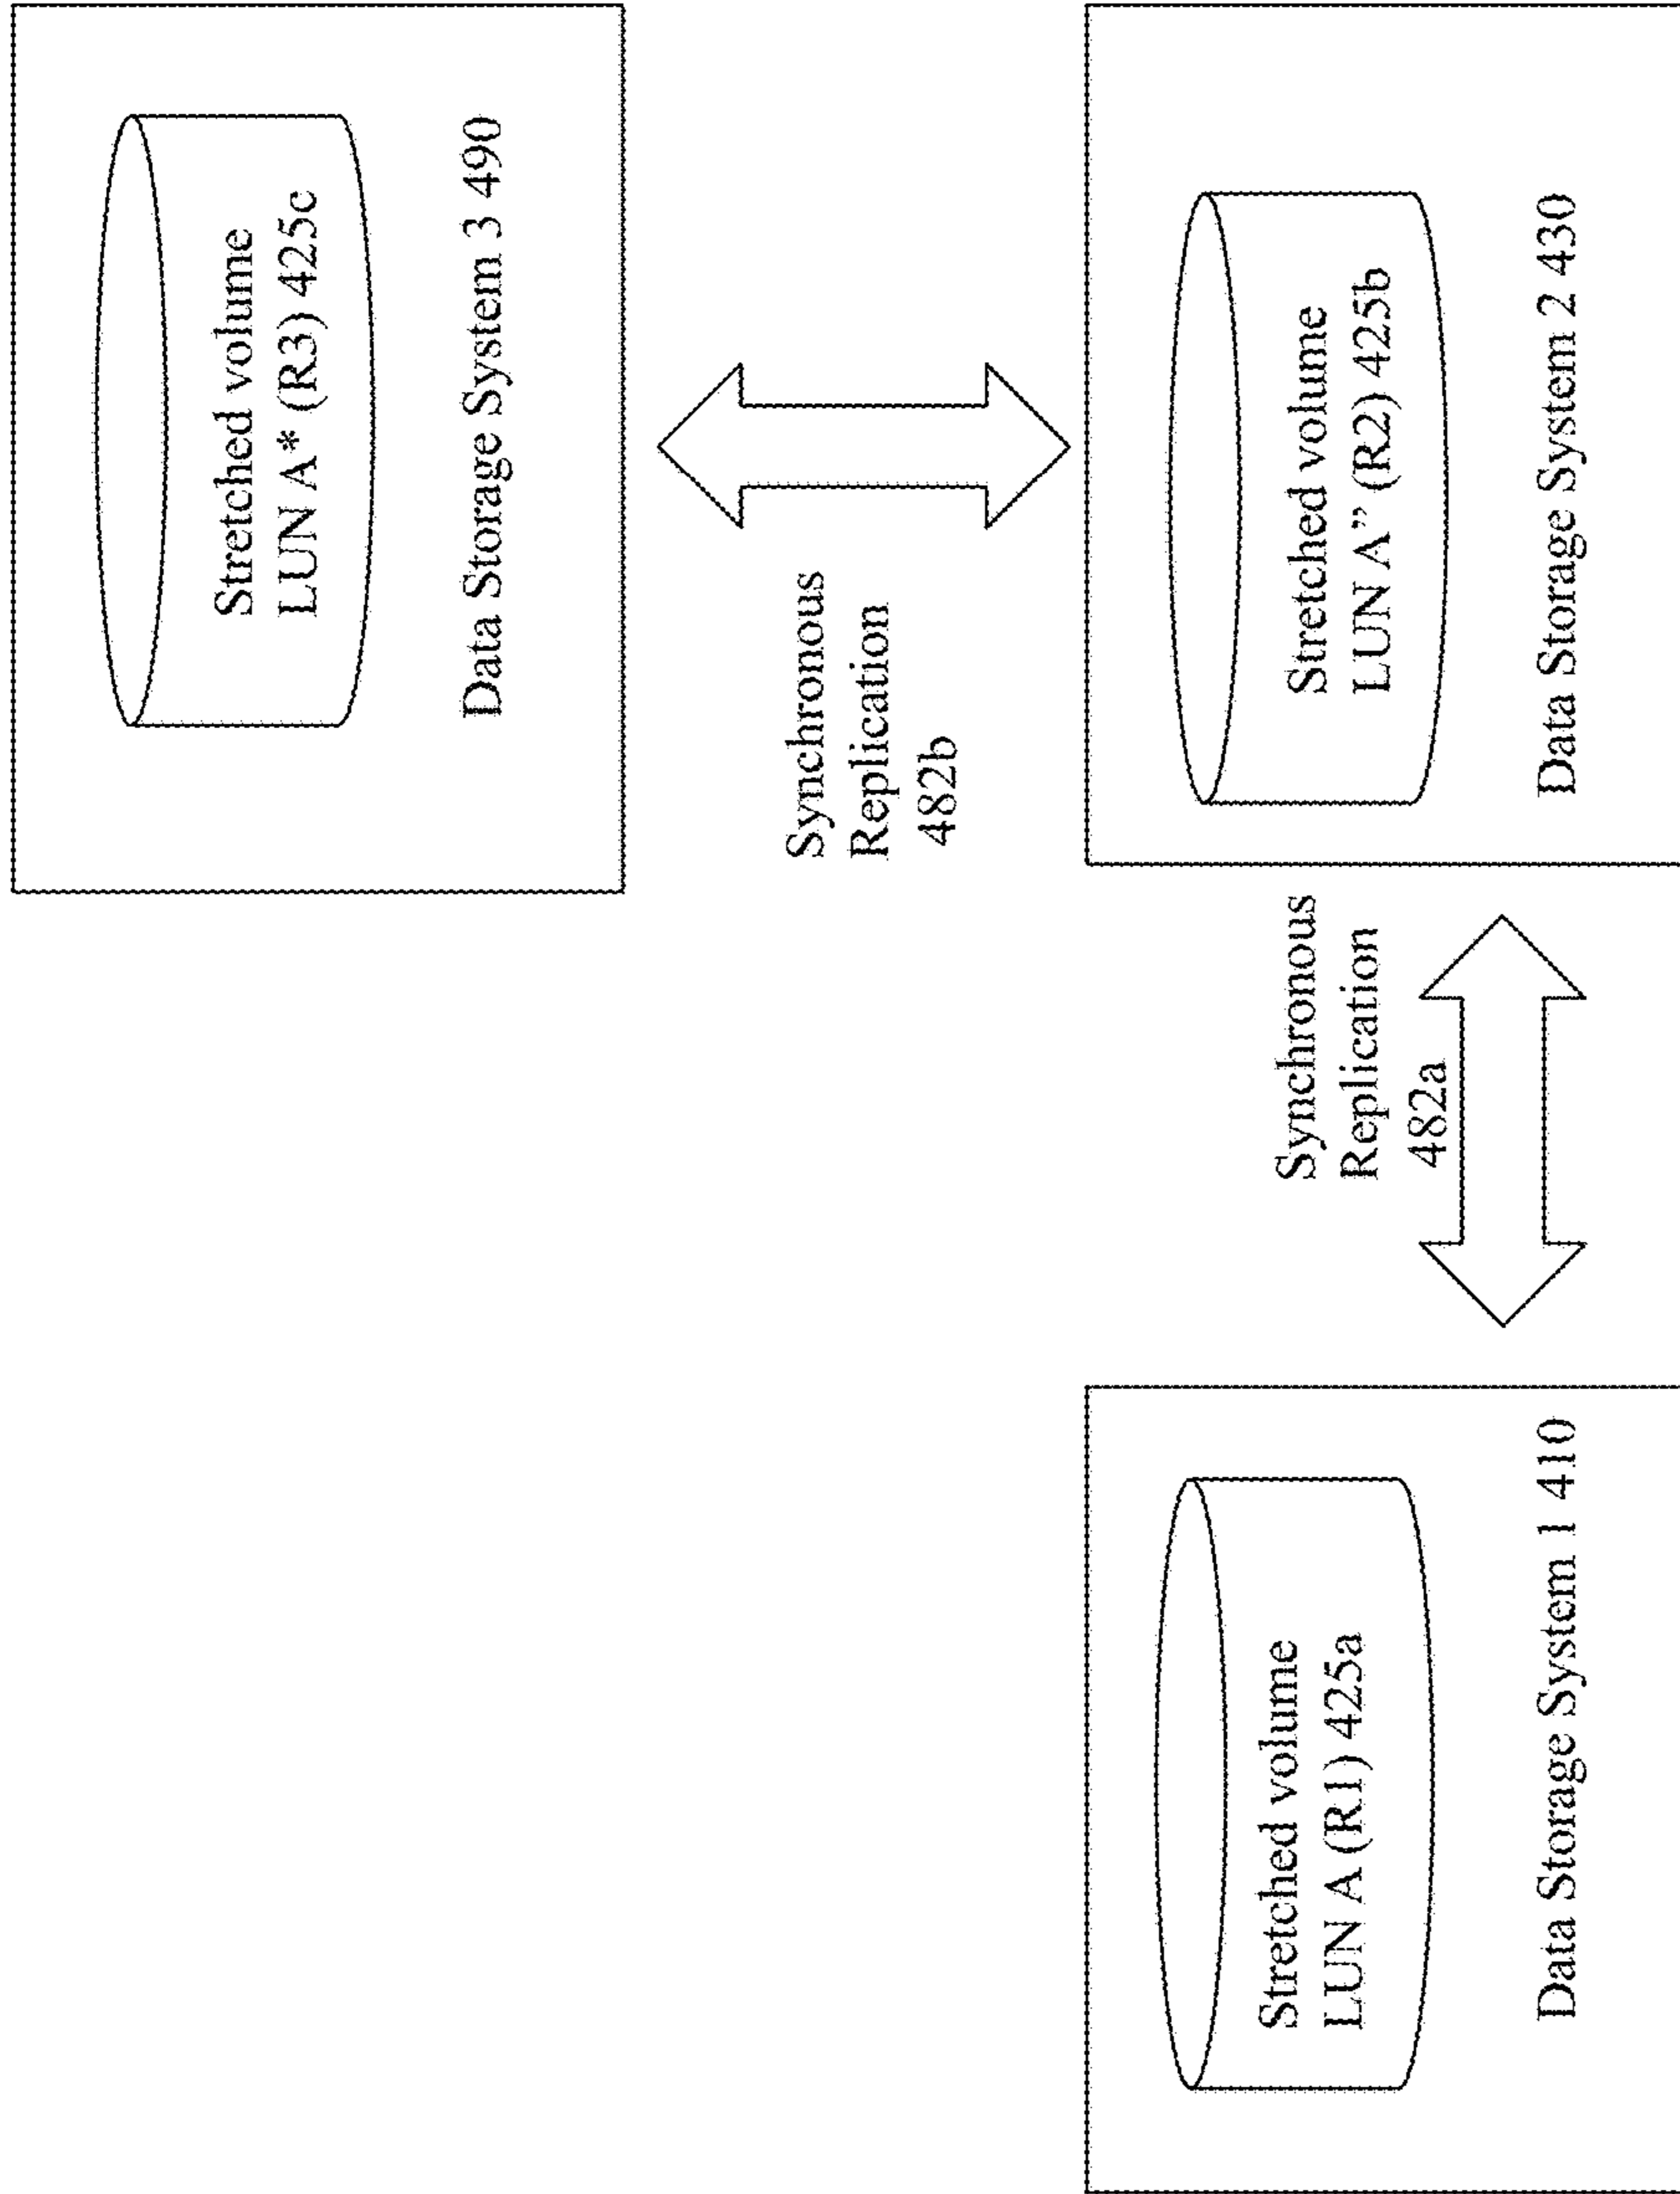 Stretched volume
LUN A* (R3) 425c
Data Storage System 3 490
Synchronous
Replication
482b
Stretched volume
LUN A (R1) 425a
Data Storage System 1 410
Synchronous
Replication
482a
Stretched volume
LUN A” (R2) 425b
Data Storage System 2 430